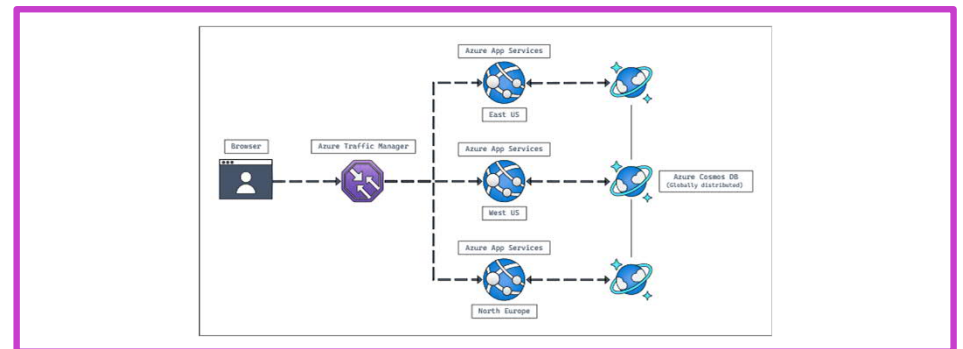 Azure App Services
East US
Browser
Azure Traffic Manager
Azure App Services
West US
Azure Cosmos DB
(Globally distributed)
Azure App Services
North Europe